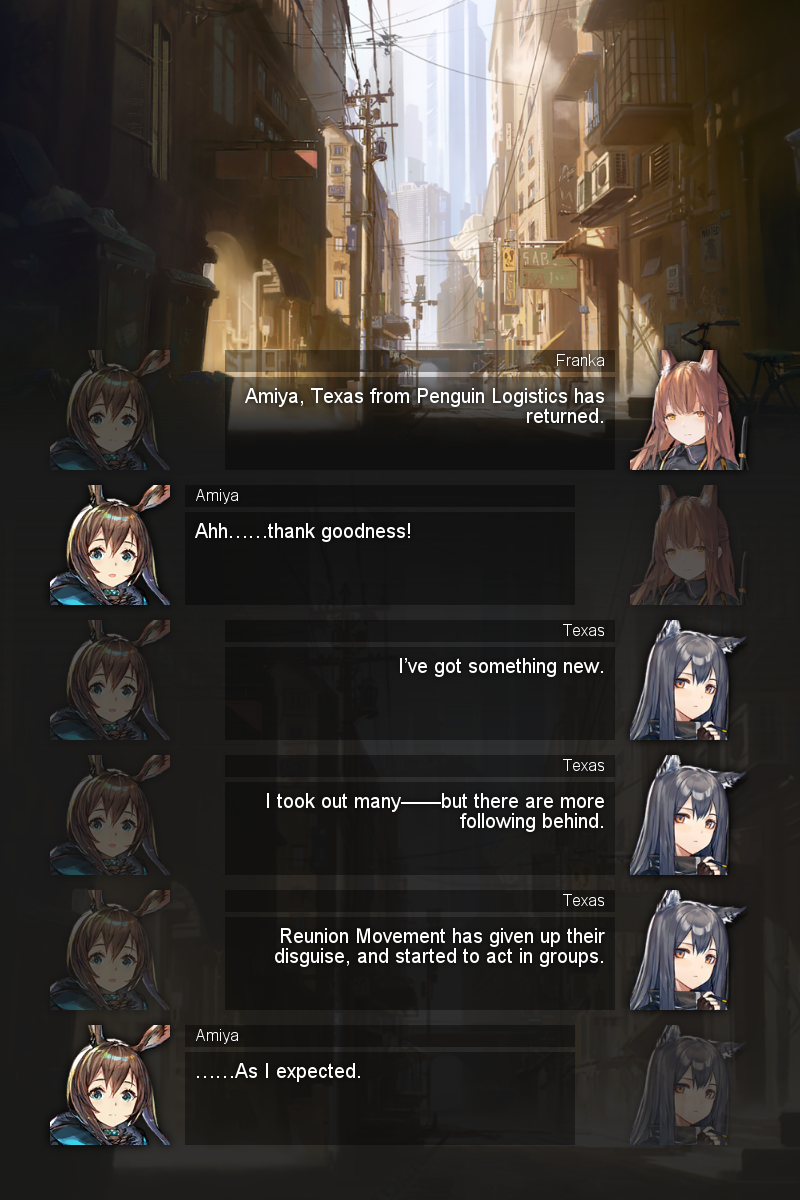 Franka
Amiya, Texas from Penguin Logistics has
returned.
Amiya
Ahh……thank goodness!
Texas
I’ve got something new.
Texas
I took out many——but there are more
following behind.
Texas
Reunion Movement has given up their
disguise, and started to act in groups.
Amiya
……As I expected.